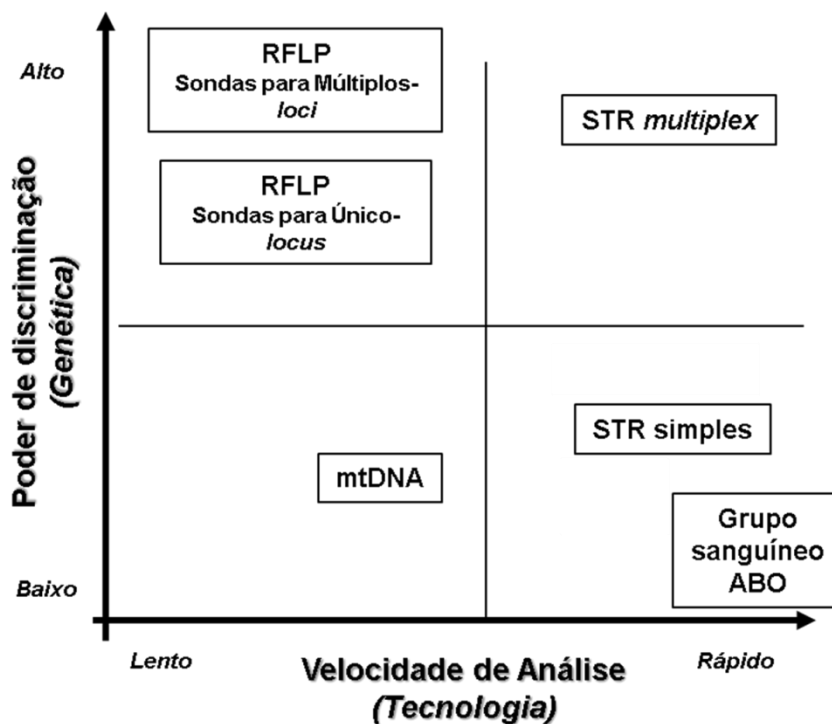 Alto
RFLP
Sondas para Múltiplos-
loci
STR multiplex
RFLP
Sondas para Único-
locus
Poder de discriminação
(Genética)
STR simples
mtDNA
Grupo
sanguíneo
ABO
Baixo
Lento
Velocidade de Análise
(Tecnologia)
Rápido